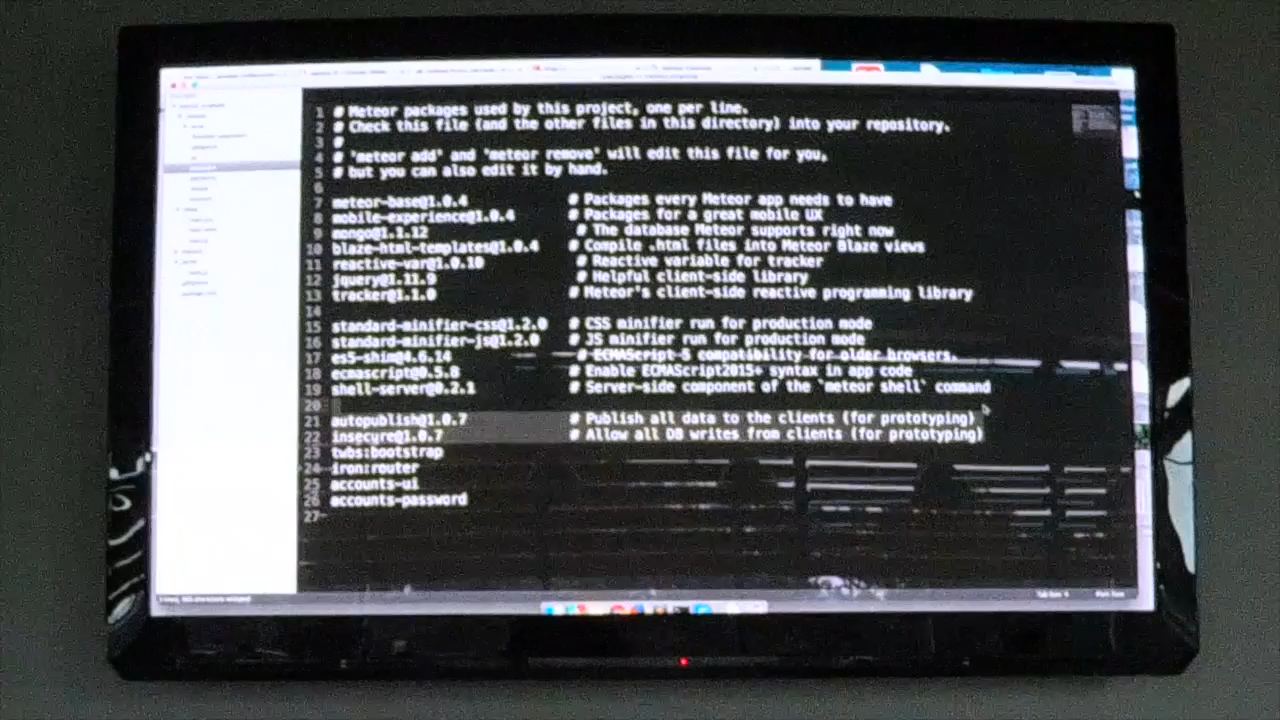 1 # Meteor packages used by this project, one per line.
2 # Check this file (and the other files in this directory) into your repository.
3 #
4 # 'meteor add' and 'meteor remove' will edit this file for you,
5 # but you can also edit it by hand.
6
7 meteor-base@1.0.4 # Packages every Meteor app needs to have
8 mobile-experience@1.0.4 # Packages for a great mobile UX
9 mongo@1.1.12 # The database Meteor supports right now
10 blaze-html-templates@1.0.4 # Compile .html files into Meteor Blaze views
11 reactive-var@1.0.10 # Reactive variable for tracker
12 jquery@1.11.9 # Helpful client-side library
13 tracker@1.1.0 # Meteor's client-side reactive programming library
14
15 standard-minifier-css@1.2.0 # CSS minifier run for production mode
16 standard-minifier-js@1.2.0 # JS minifier run for production mode
17 es5-shim@4.6.14 # ECMAScript 5 compatibility for older browsers.
18 ecmascript@0.5.8 # Enable ECMAScript2015+ syntax in app code
19 shell-server@0.2.1 # Server-side component of the `meteor shell` command
20
21 autopublish@1.0.7 # Publish all data to the clients (for prototyping)
22 insecure@1.0.7 # Allow all DB writes from clients (for prototyping)
23 twbs:bootstrap
24 iron:router
25 accounts-ui
26 accounts-password
27